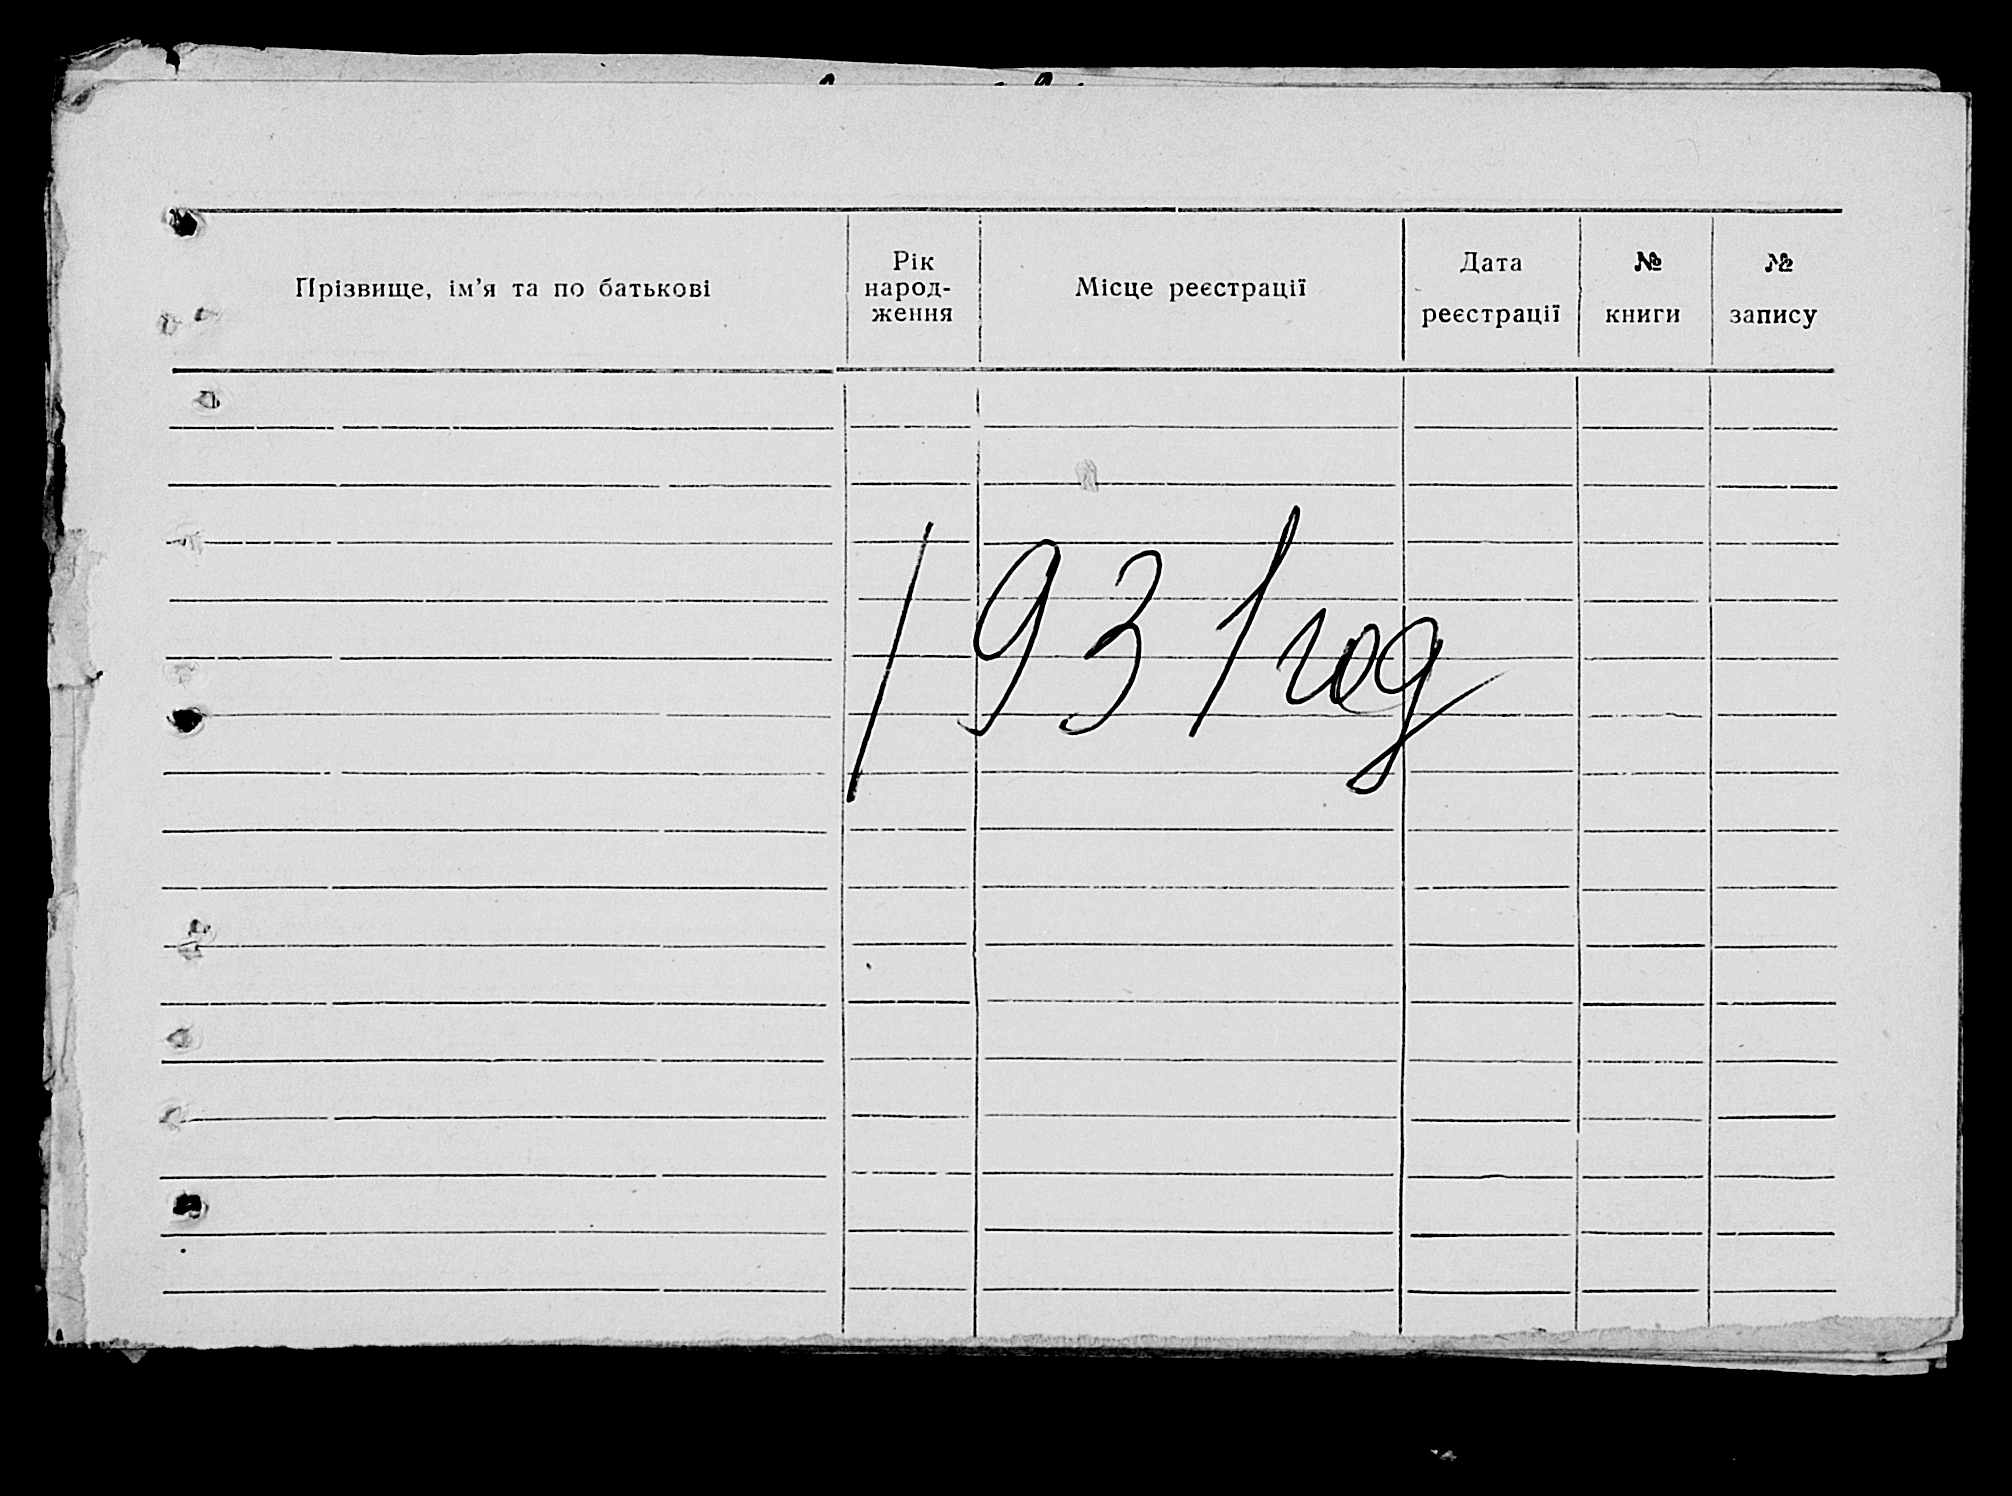 Прізвище, ім’я та по батькові
Рік
народ-
ження
Місце реєстрації
Дата
реєстрації
№
книги
№
запису
1931 год